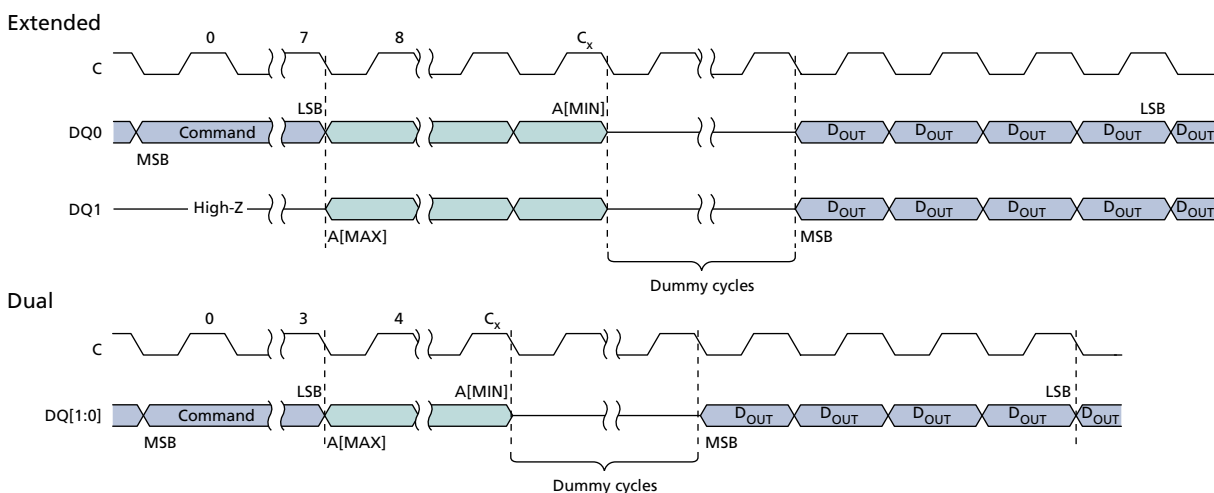 Extended
0 7 8 Cx
C
LSB A[MIN] LSB
DQ0 Command DOUT DOUT DOUT DOUT DOUT
MSB
DQ1 High-Z DOUT DOUT DOUT DOUT DOUT
A[MAX] MSB
Dummy cycles
Dual
0 3 4 Cx
C
LSB A[MIN] LSB
DQ[1:0] Command DOUT DOUT DOUT DOUT DOUT
MSB A[MAX] MSB
Dummy cycles